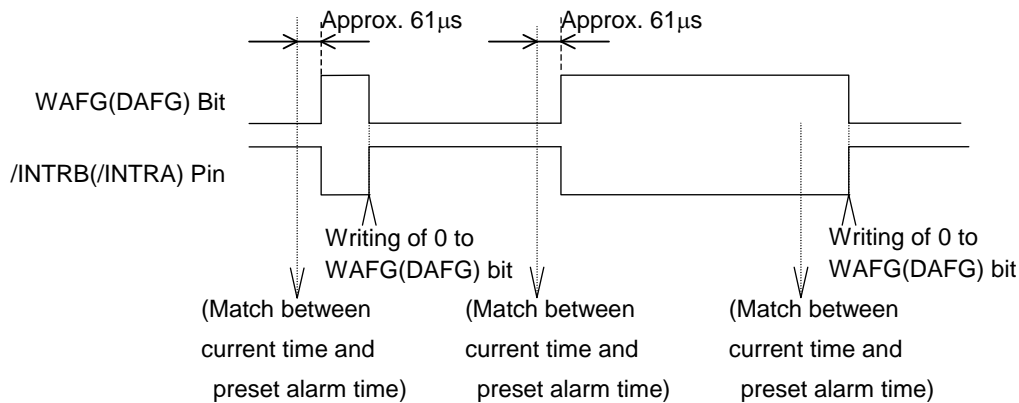 Approx. 61μs
Approx. 61μs
WAFG(DAFG) Bit
/INTRB(/INTRA) Pin
Writing of 0 to
WAFG(DAFG) bit
Writing of 0 to
WAFG(DAFG) bit
(Match between
current time and
preset alarm time)
(Match between
current time and
preset alarm time)
(Match between
current time and
preset alarm time)